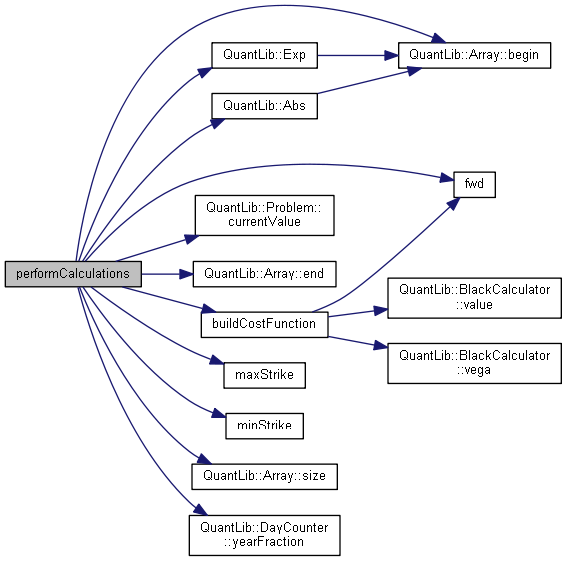 performCalculations
QuantLib::Exp
QuantLib::Array::begin
QuantLib::Abs
fwd
QuantLib::Problem::
currentValue
QuantLib::Array::end
buildCostFunction
QuantLib::BlackCalculator
::value
QuantLib::BlackCalculator
::vega
maxStrike
minStrike
QuantLib::Array::size
QuantLib::DayCounter
::yearFraction